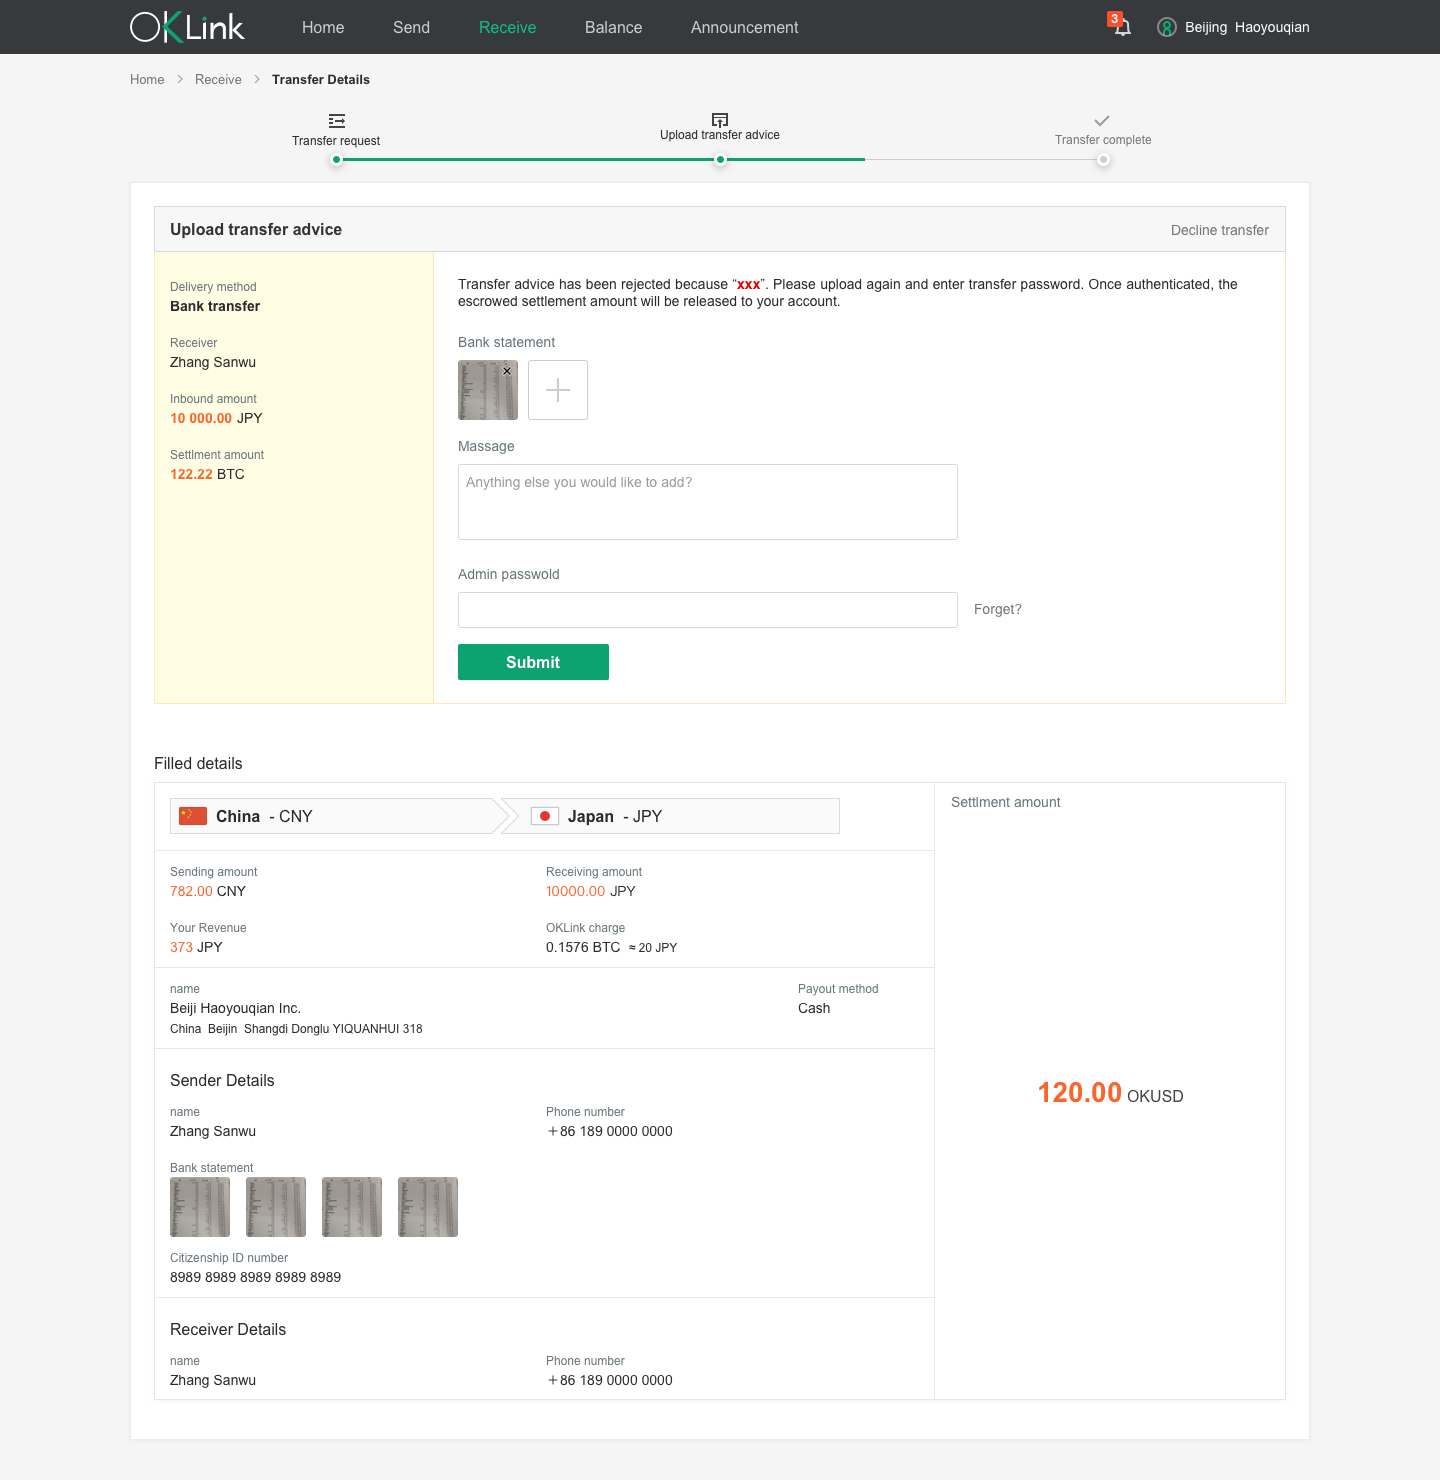 OKLink Home Send Receive Balance Announcement 3 Beijing Haoyouqian
Home Receive Transfer Details
Transfer request
Upload transfer advice
Transfer complete
Upload transfer advice
Decline transfer
Delivery method
Bank transfer
Receiver
Zhang Sanwu
Inbound amount
10 000.00 JPY
Settlment amount
122.22 BTC
Transfer advice has been rejected because “xxx”. Please upload again and enter transfer password. Once authenticated, the
escrowed settlement amount will be released to your account.
Bank statement
Massage
Anything else you would like to add?
Admin passwold
Forget?
Submit
Filled details
China - CNY
Japan - JPY
Settlment amount
Sending amount
782.00 CNY
Receiving amount
10000.00 JPY
Your Revenue
373 JPY
OKLink charge
0.1576 BTC ≈ 20 JPY
name
Beiji Haoyouqian Inc.
China Beijin Shangdi Donglu YIQUANHUI 318
Payout method
Cash
120.00 OKUSD
Sender Details
name
Zhang Sanwu
Phone number
+86 189 0000 0000
Bank statement
Citizenship ID number
8989 8989 8989 8989 8989
Receiver Details
name
Zhang Sanwu
Phone number
+86 189 0000 0000